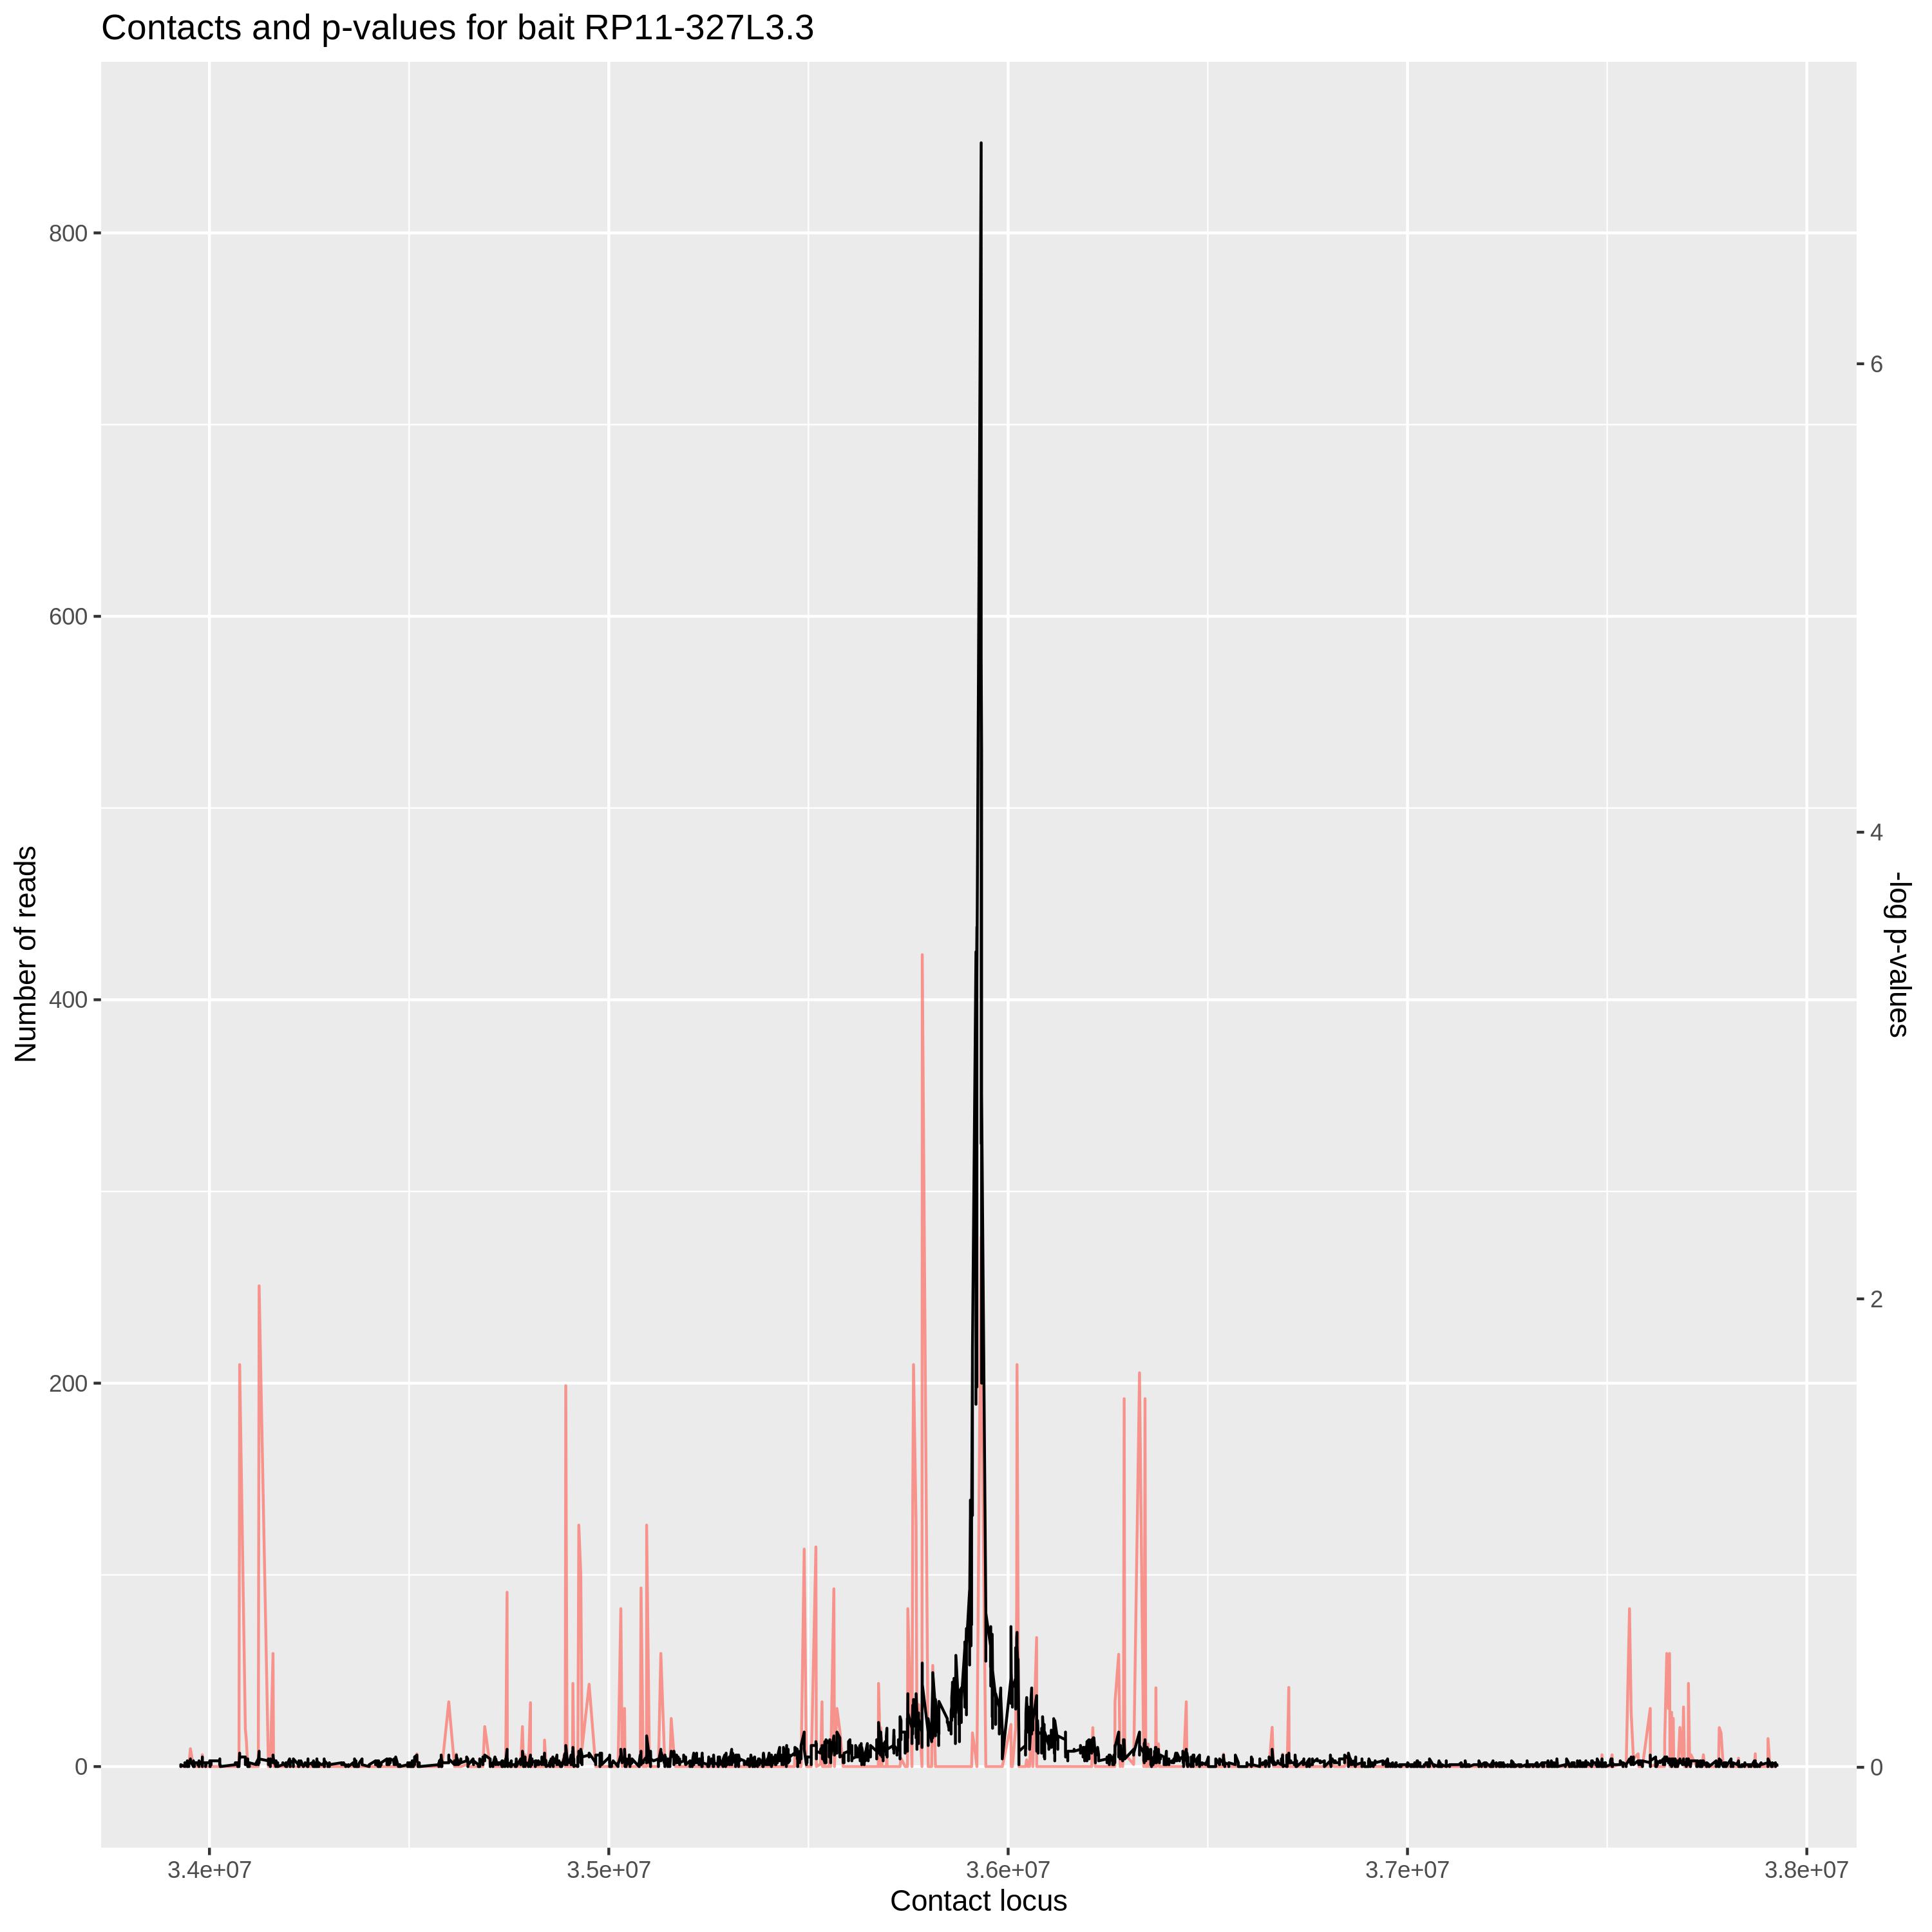 Contacts and p-values for bait RP11-327L3.3
800
600
400
200
0
Number of reads
6
4
2
0
-log p-values
3.4e+07 3.5e+07 3.6e+07 3.7e+07 3.8e+07
Contact locus